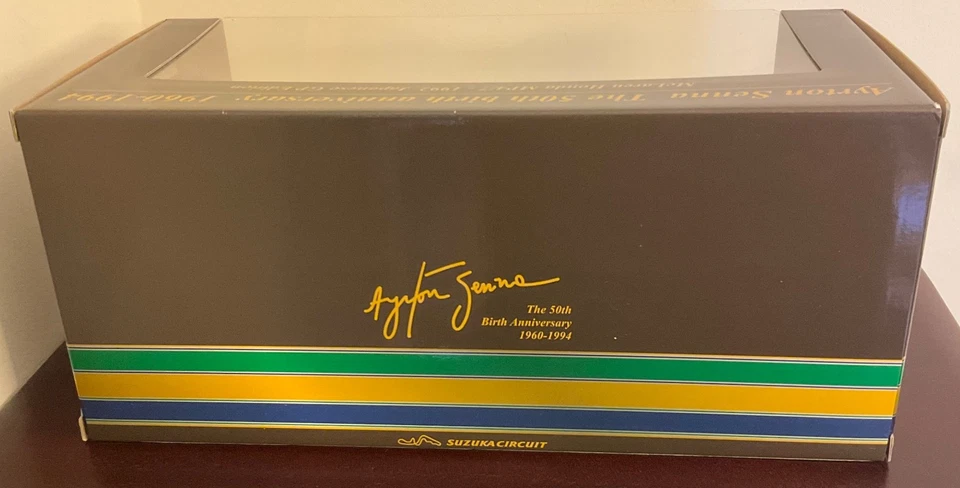 Ayrton Senna The 50th birth anniversary 1960-1994
McLaren Honda MP4/7 - 1992 Japanese GP Edition
Ayrton Senna
The 50th
Birth Anniversary
1960-1994
SUZUKA CIRCUIT